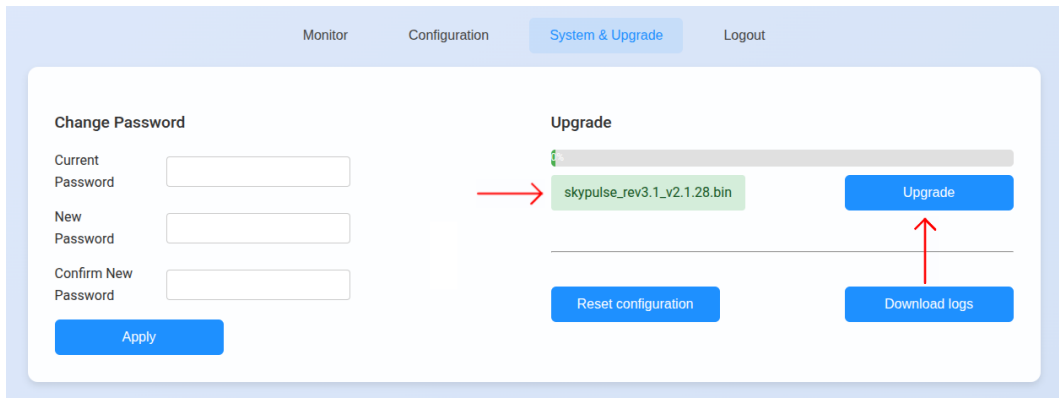 Monitor
Configuration
System & Upgrade
Logout
Change Password
Current
Password
New
Password
Confirm New
Password
Apply
Upgrade
0%
skypulse_rev3.1_v2.1.28.bin
Upgrade
Reset configuration
Download logs